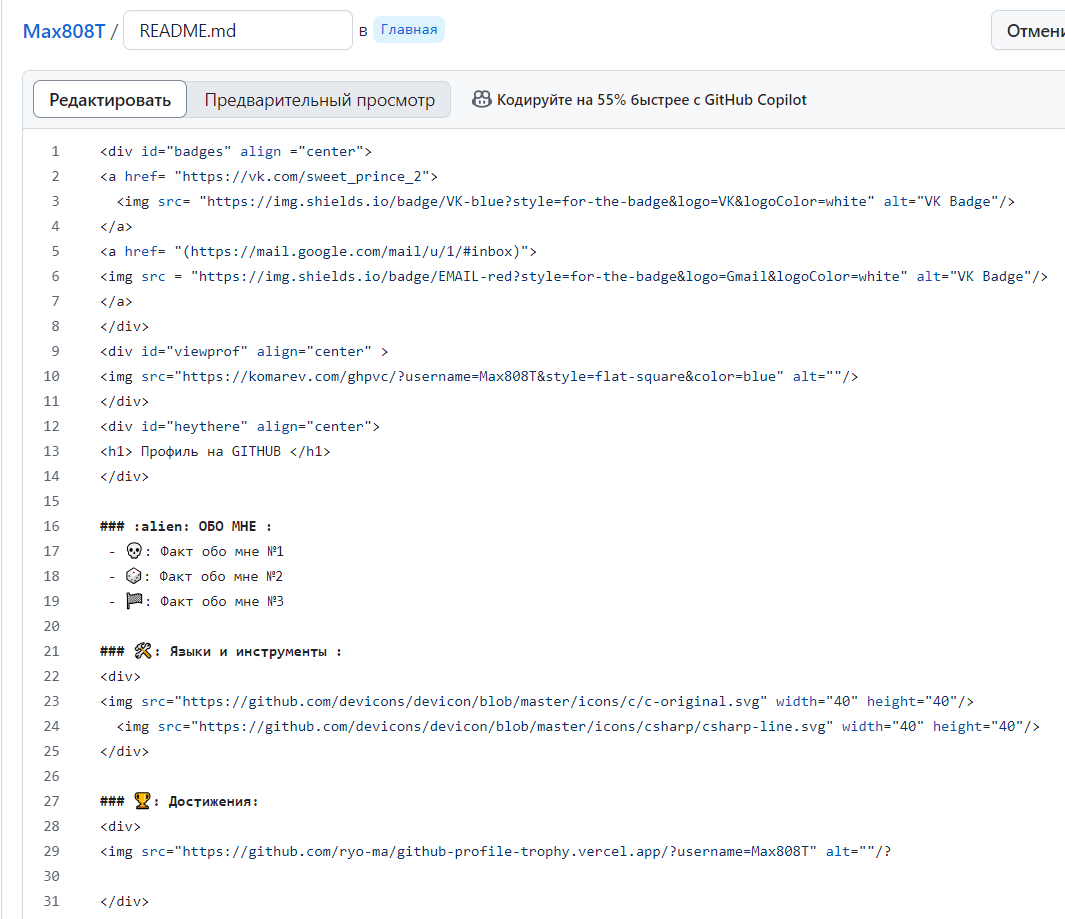 Max808T / README.md в Главная Отмени
Редактировать Предварительный просмотр Кодируйте на 55% быстрее с GitHub Copilot
1 <div id="badges" align ="center">
2 <a href= "https://vk.com/sweet_prince_2">
3 <img src= "https://img.shields.io/badge/VK-blue?style=for-the-badge&logo=VK&logoColor=white" alt="VK Badge"/>
4 </a>
5 <a href= "(https://mail.google.com/mail/u/1/#inbox)">
6 <img src = "https://img.shields.io/badge/EMAIL-red?style=for-the-badge&logo=Gmail&logoColor=white" alt="VK Badge"/>
7 </a>
8 </div>
9 <div id="viewprof" align="center" >
10 <img src="https://komarev.com/ghpvc/?username=Max808T&style=flat-square&color=blue" alt=""/>
11 </div>
12 <div id="heythere" align="center">
13 <h1> Профиль на GITHUB </h1>
14 </div>
15
16 ### :alien: ОБО МНЕ :
17 - 💀: Факт обо мне №1
18 - 🎲: Факт обо мне №2
19 - 🏁: Факт обо мне №3
20
21 ### 🛠: Языки и инструменты :
22 <div>
23 <img src="https://github.com/devicons/devicon/blob/master/icons/c/c-original.svg" width="40" height="40"/>
24 <img src="https://github.com/devicons/devicon/blob/master/icons/csharp/csharp-line.svg" width="40" height="40"/>
25 </div>
26
27 ### 🏆: Достижения:
28 <div>
29 <img src="https://github.com/ryo-ma/github-profile-trophy.vercel.app/?username=Max808T" alt=""/?
30
31 </div>